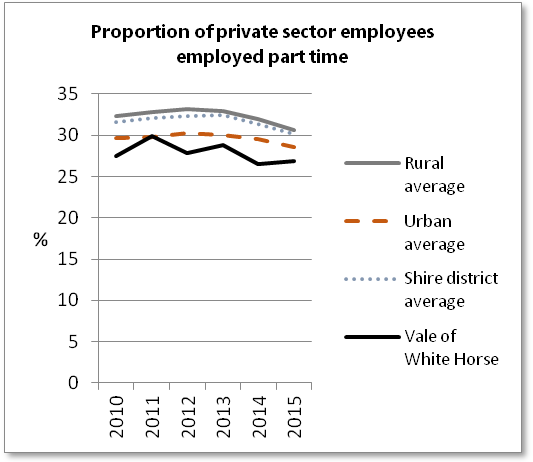 Proportion of private sector employees
employed part time
35
30
25
20
15
10
5
0
%
2010
2011
2012
2013
2014
2015
Rural
average
Urban
average
Shire district
average
Vale of
White Horse